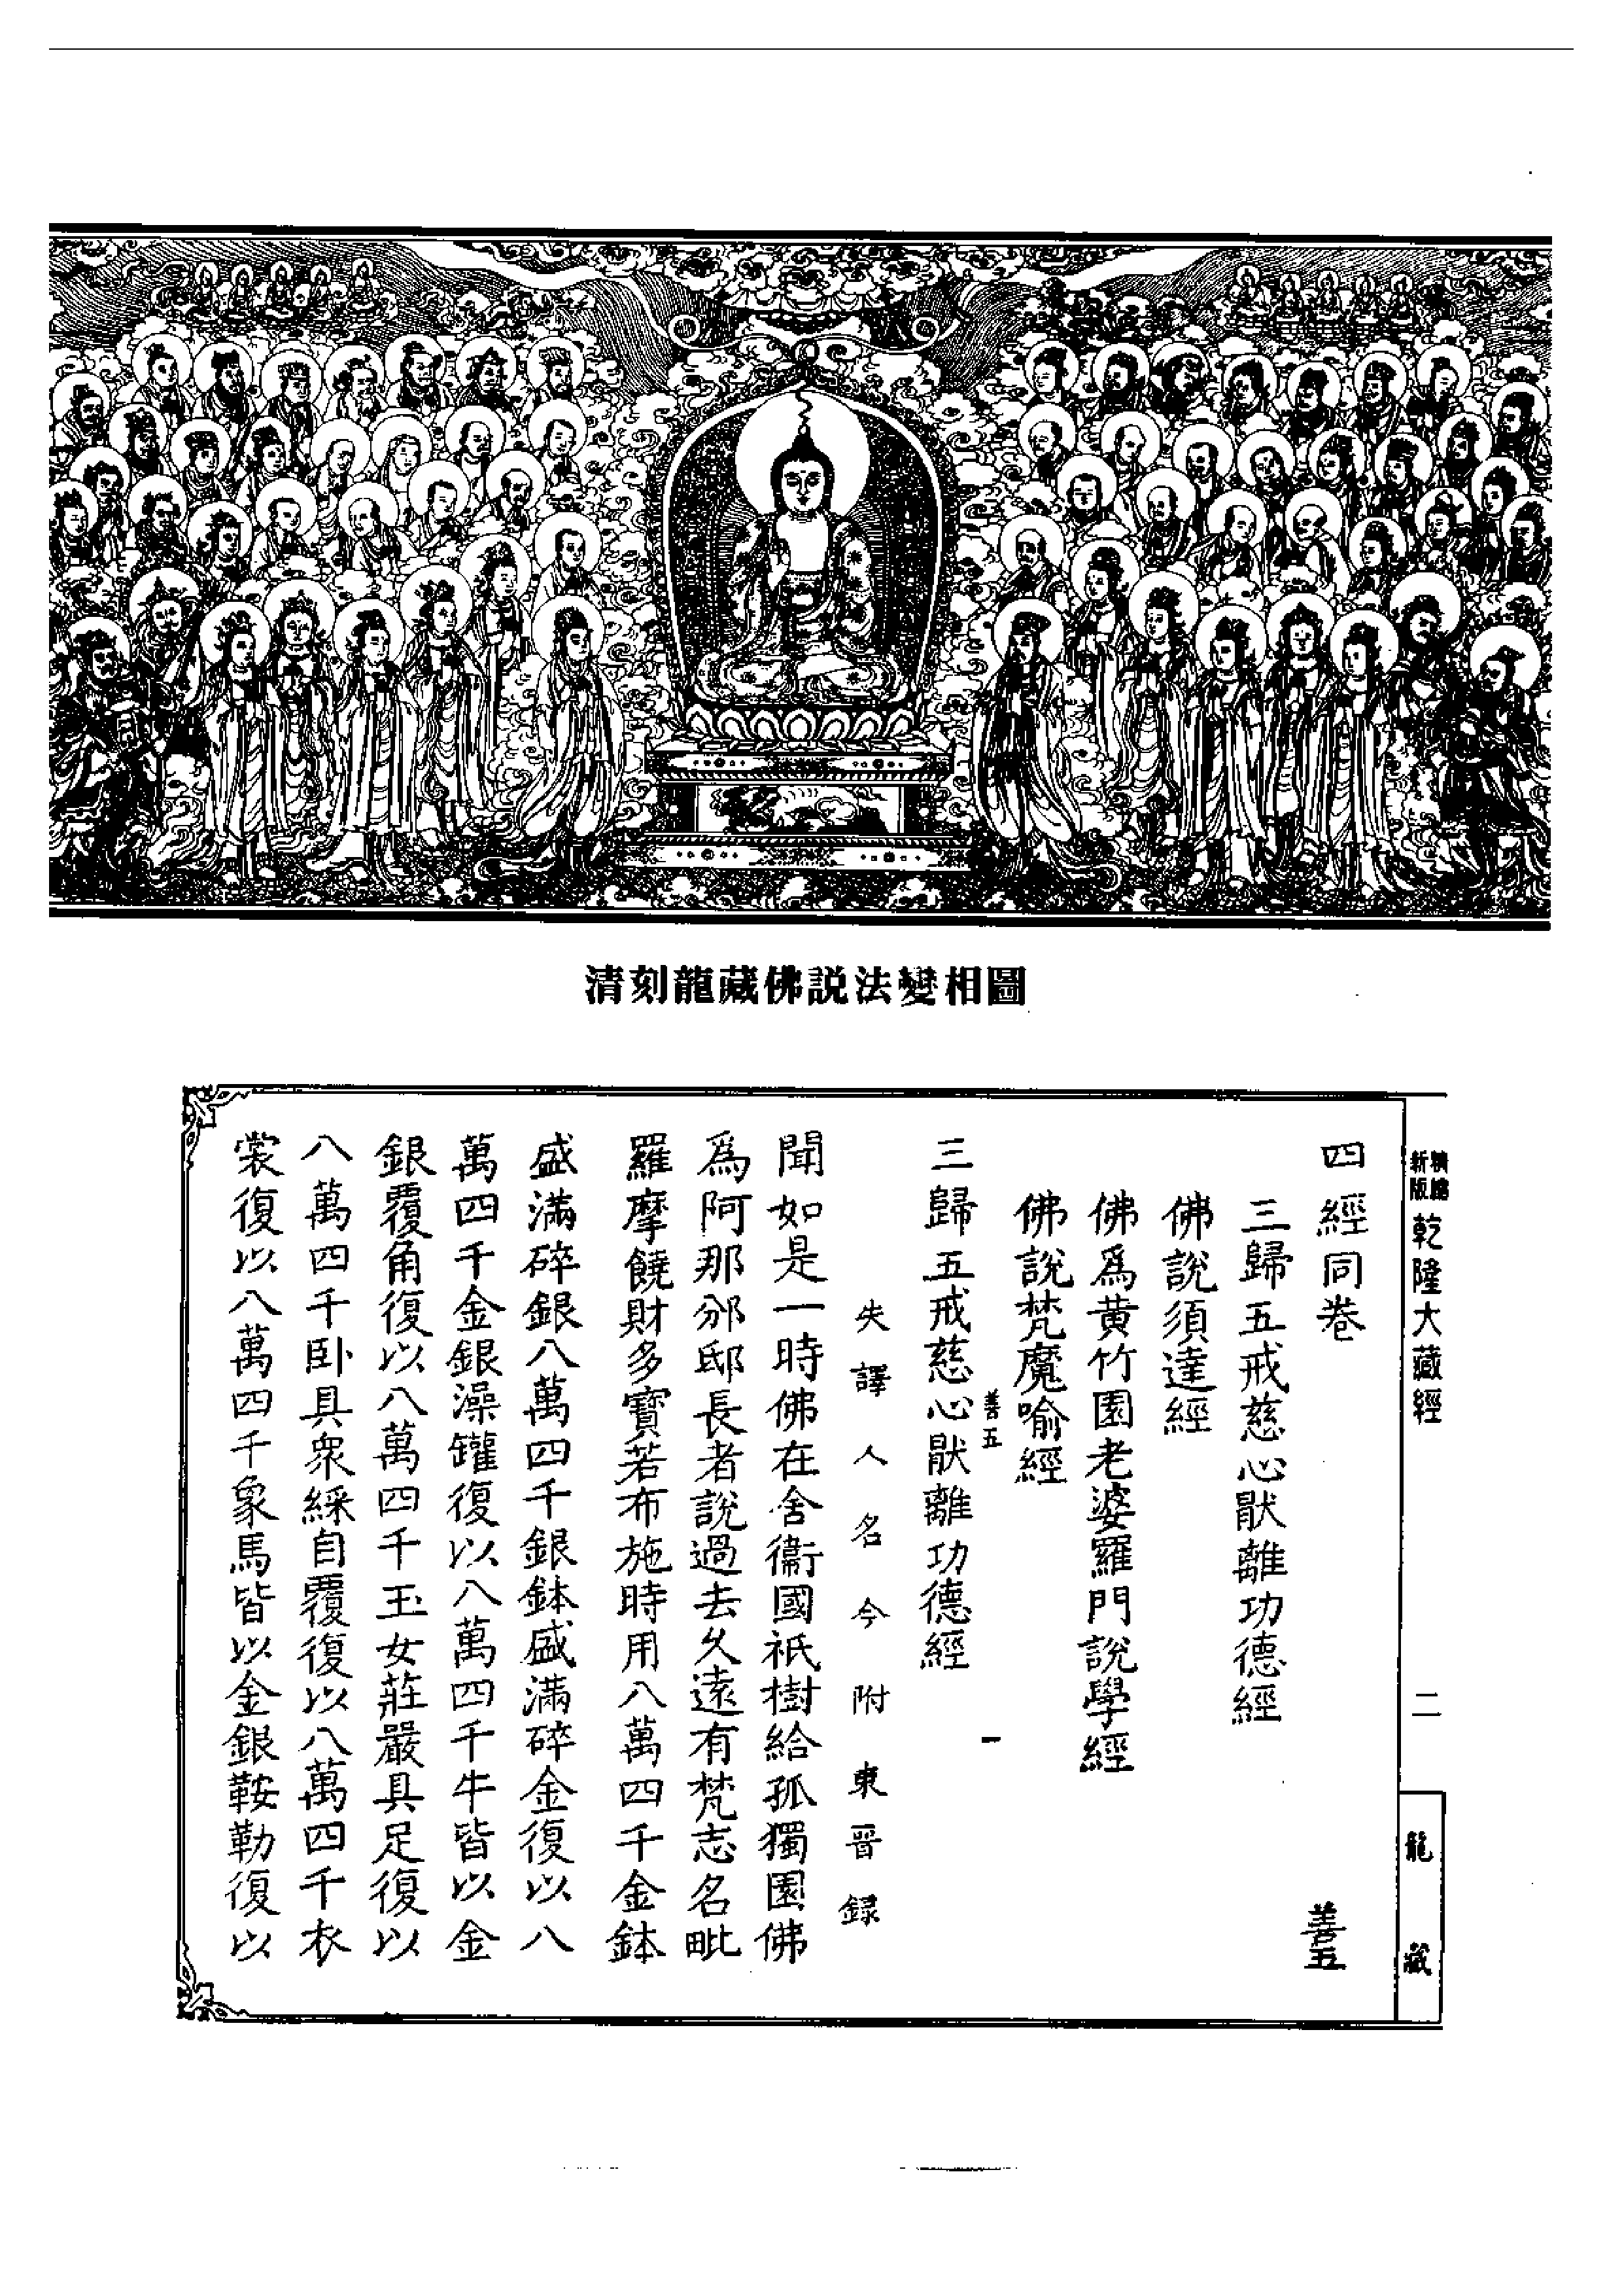 清刻龍藏佛説法變相圖
新版
乾隆大藏經
二
龍藏
四經同卷
善五
三歸五戒慈心猒離功德經
佛說須達經
佛爲黄竹園老婆羅門說學經
佛說梵魔喻經
善五
一
三歸五戒慈心猒離功德經
失譯人名今附東晉録
聞如是一時佛在舍衞國祇樹給孤獨園佛
爲阿那邠邸長者說過去久遠有梵志名毗
羅摩饒財多寳若布施時用八萬四千金鉢
盛滿碎銀八萬四千銀鉢盛滿碎金復以八
萬四千金銀澡鑵復以八萬四千牛皆以金
銀覆角復以八萬四千玉女莊嚴具足復以
八萬四千卧具衆綵自覆復以八萬四千衣
裳復以八萬四千象馬皆以金銀鞍勒復以